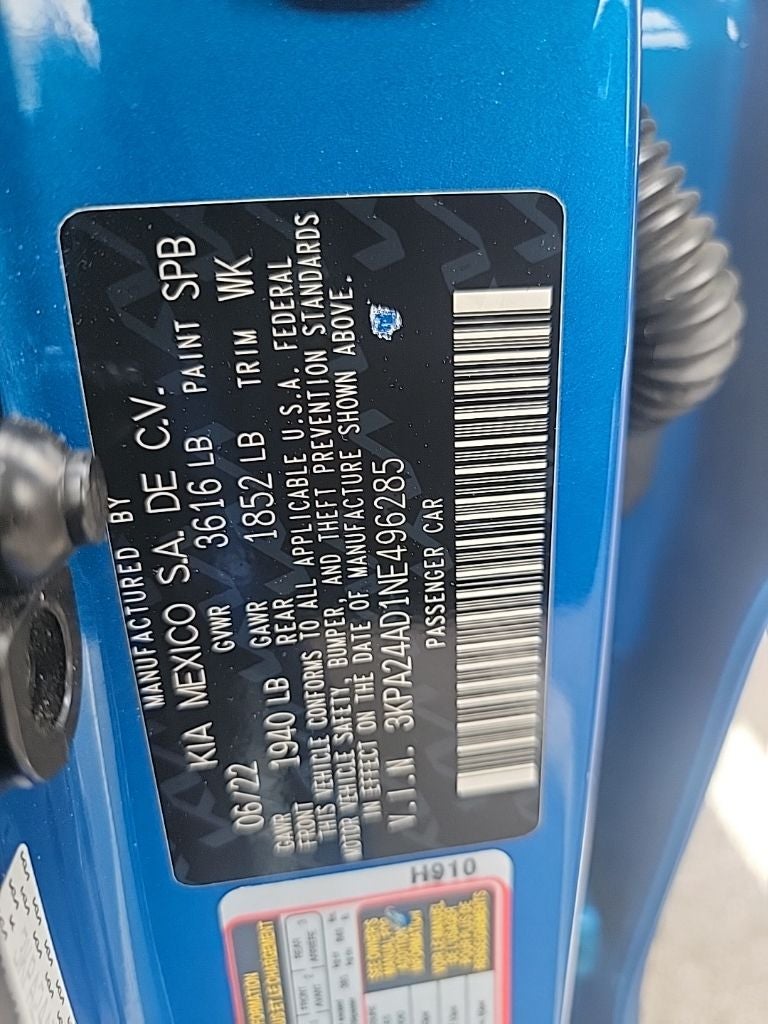 MANUFACTURED BY
KIA MEXICO S.A. DE C.V.
06/22 GVWR 3616 LB PAINT SPB
GAWR FRONT 1940 LB GAWR REAR 1852 LB TRIM WK
THIS VEHICLE CONFORMS TO ALL APPLICABLE U.S.A. FEDERAL
MOTOR VEHICLE SAFETY, BUMPER, AND THEFT PREVENTION STANDARDS
IN EFFECT ON THE DATE OF MANUFACTURE SHOWN ABOVE.
V.I.N. 3KPA24AD1NE496285
PASSENGER CAR
H910